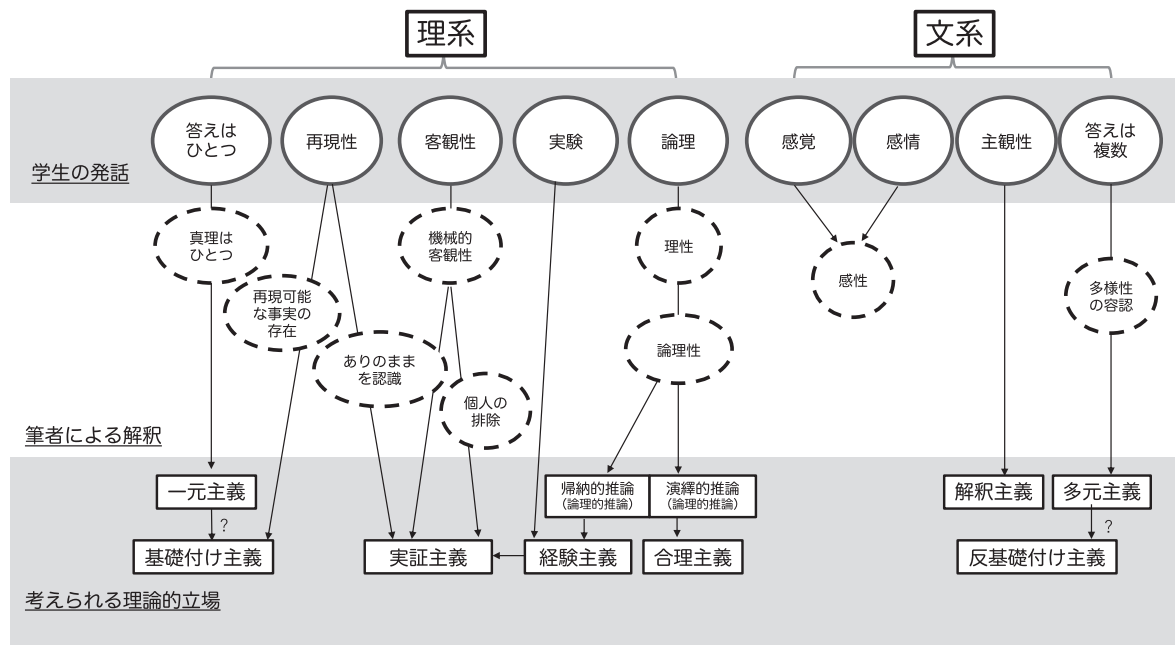 理系
文系
答えは
ひとつ
再現性
客観性
実験
論理
感覚
感情
主観性
答えは
複数
学生の発話
真理は
ひとつ
機械的
客観性
理性
感性
再現可能
な事実の
存在
多様性
の容認
ありのまま
を認識
論理性
個人の
排除
筆者による解釈
一元主義
帰納的推論
(論理的推論)
演繹的推論
(論理的推論)
解釈主義
多元主義
?
?
基礎付け主義
実証主義
経験主義
合理主義
反基礎付け主義
考えられる理論的立場